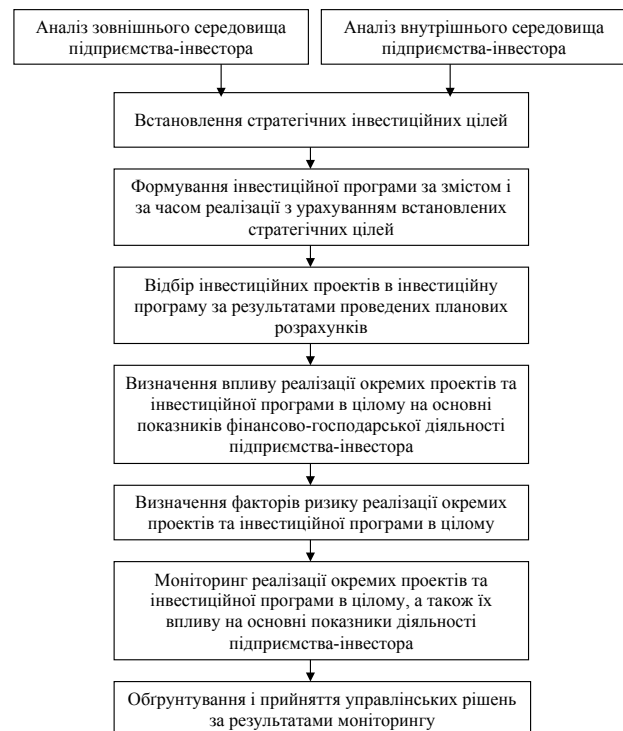 Аналіз зовнішнього середовища
підприємства-інвестора
Аналіз внутрішнього середовища
підприємства-інвестора
Встановлення стратегічних інвестиційних цілей
Формування інвестиційної програми за змістом і
за часом реалізації з урахуванням встановлених
стратегічних цілей
Відбір інвестиційних проектів в інвестиційну
програму за результатами проведених планових
розрахунків
Визначення впливу реалізації окремих проектів та
інвестиційної програми в цілому на основні
показників фінансово-господарської діяльності
підприємства-інвестора
Визначення факторів ризику реалізації окремих
проектів та інвестиційної програми в цілому
Моніторинг реалізації окремих проектів та
інвестиційної програми в цілому, а також їх
впливу на основні показники діяльності
підприємства-інвестора
Обґрунтування і прийняття управлінських рішень
за результатами моніторингу